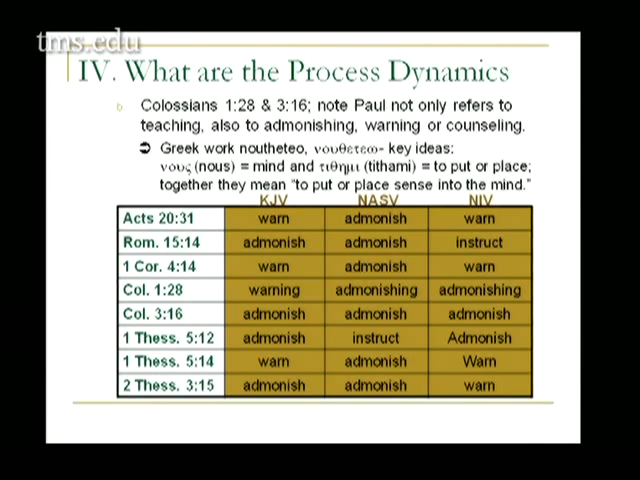 tms.edu
IV. What are the Process Dynamics
b. Colossians 1:28 & 3:16; note Paul not only refers to
teaching, also to admonishing, warning or counseling.
➲ Greek work noutheteo, νουθετεω- key ideas:
νους (nous) = mind and τιθημι (tithami) = to put or place;
together they mean "to put or place sense into the mind."
KJV NASV NIV
Acts 20:31 warn admonish warn
Rom. 15:14 admonish admonish instruct
1 Cor. 4:14 warn admonish warn
Col. 1:28 warning admonishing admonishing
Col. 3:16 admonish admonish admonish
1 Thess. 5:12 admonish instruct Admonish
1 Thess. 5:14 warn admonish Warn
2 Thess. 3:15 admonish admonish warn